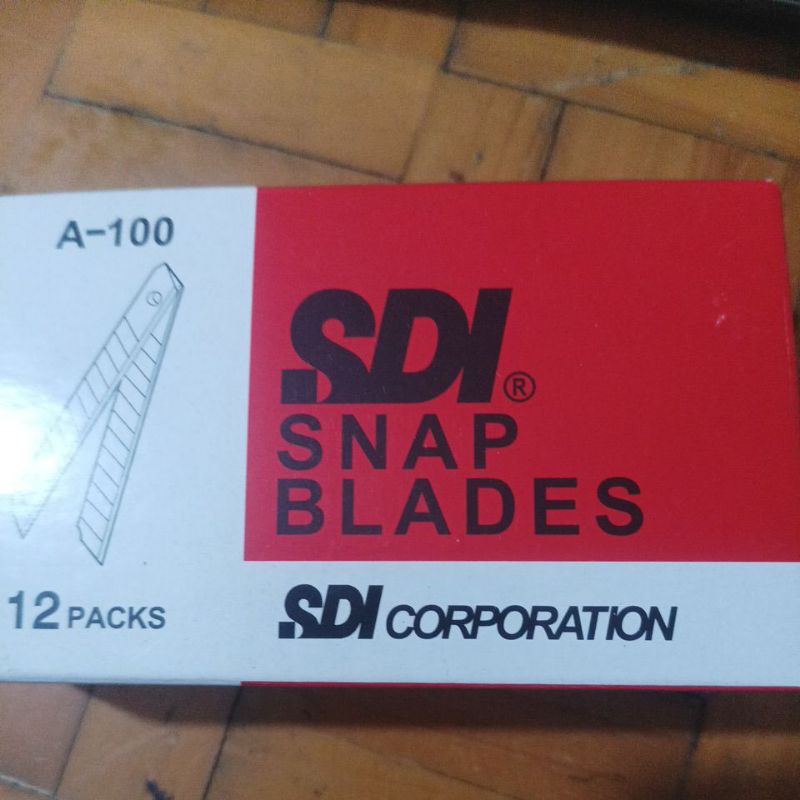 A-100
SDI®
SNAP
BLADES
12 PACKS
SDI CORPORATION